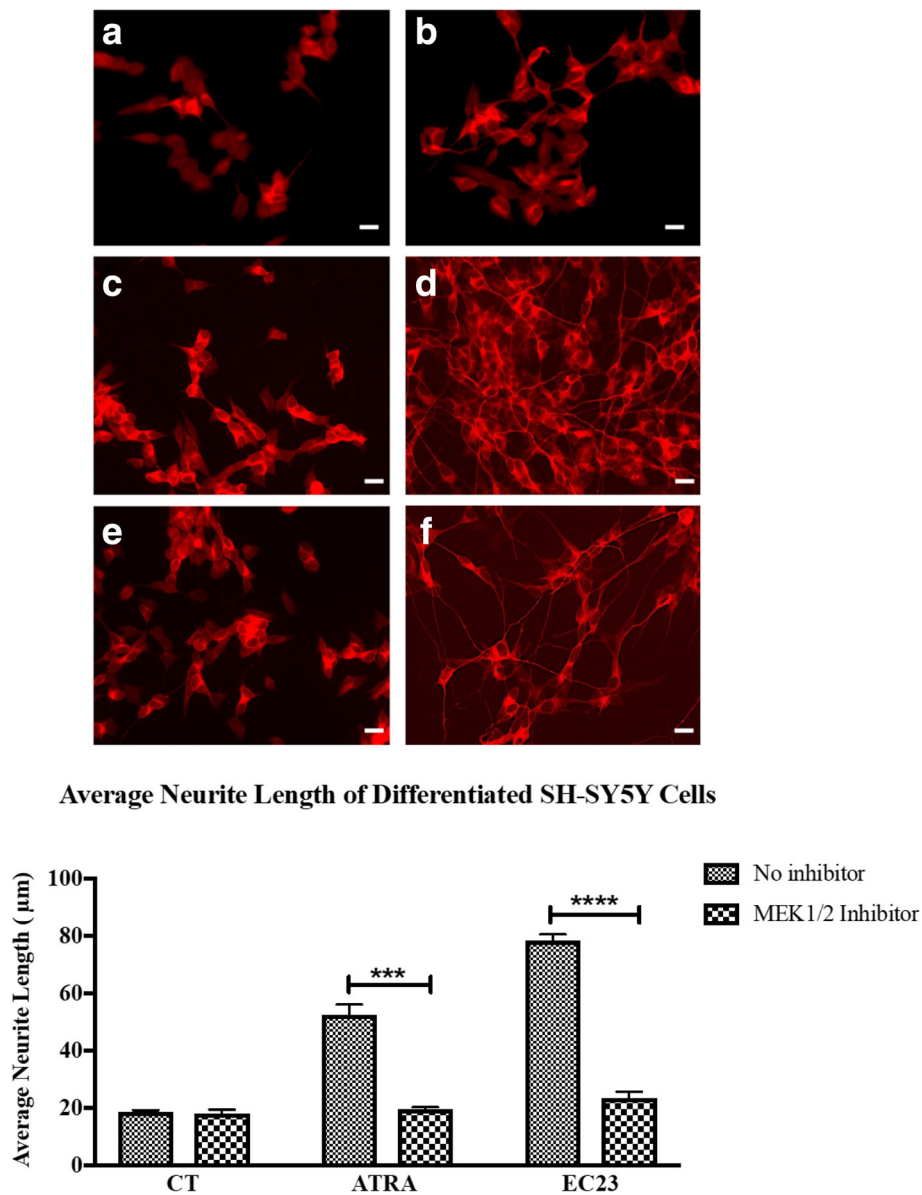 a
b
c
d
e
f
Average Neurite Length of Differentiated SH-SY5Y Cells
Average Neurite Length ( μm)
100
80
60
40
20
0
***
****
CT
ATRA
EC23
No inhibitor
MEK1/2 Inhibitor